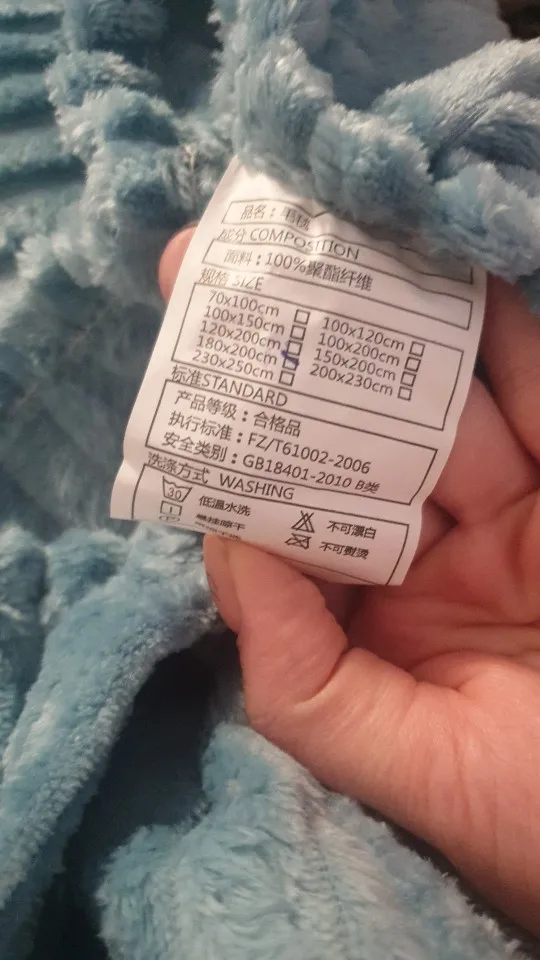 品名：毛毯
成分 COMPOSITION
面料：100%聚酯纤维
规格 SIZE
70x100cm
100x120cm
100x150cm
100x200cm
120x200cm
150x200cm
180x200cm
200x230cm
230x250cm
标准STANDARD
产品等级：合格品
执行标准：FZ/T61002-2006
安全类别：GB18401-2010 B类
洗涤方式 WASHING
30 低温水洗 不可漂白
悬挂晾干 不可熨烫